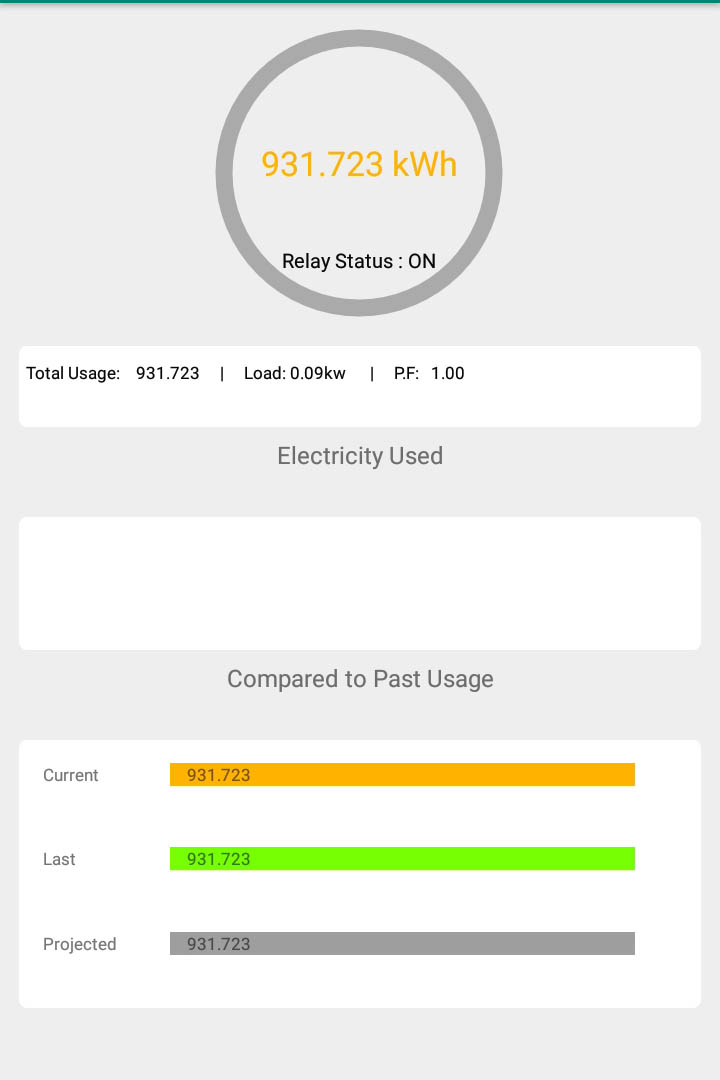 931.723 kWh
Relay Status : ON
Total Usage: 931.723 | Load: 0.09kw | P.F: 1.00
Electricity Used
Compared to Past Usage
Current 931.723
Last 931.723
Projected 931.723